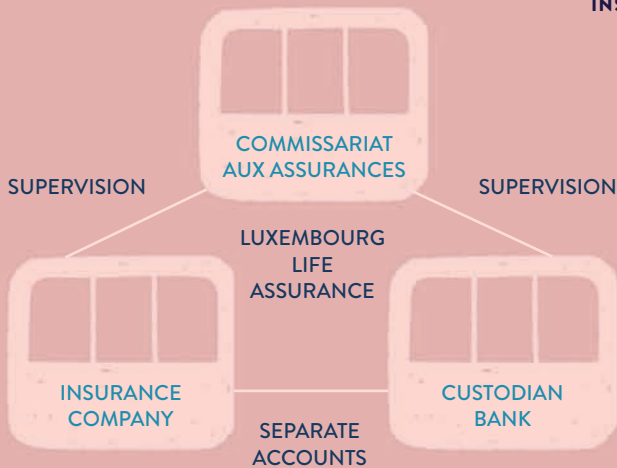 COMMISSARIAT
AUX ASSURANCES
SUPERVISION
SUPERVISION
LUXEMBOURG
LIFE
ASSURANCE
INSURANCE
COMPANY
CUSTODIAN
BANK
SEPARATE
ACCOUNTS